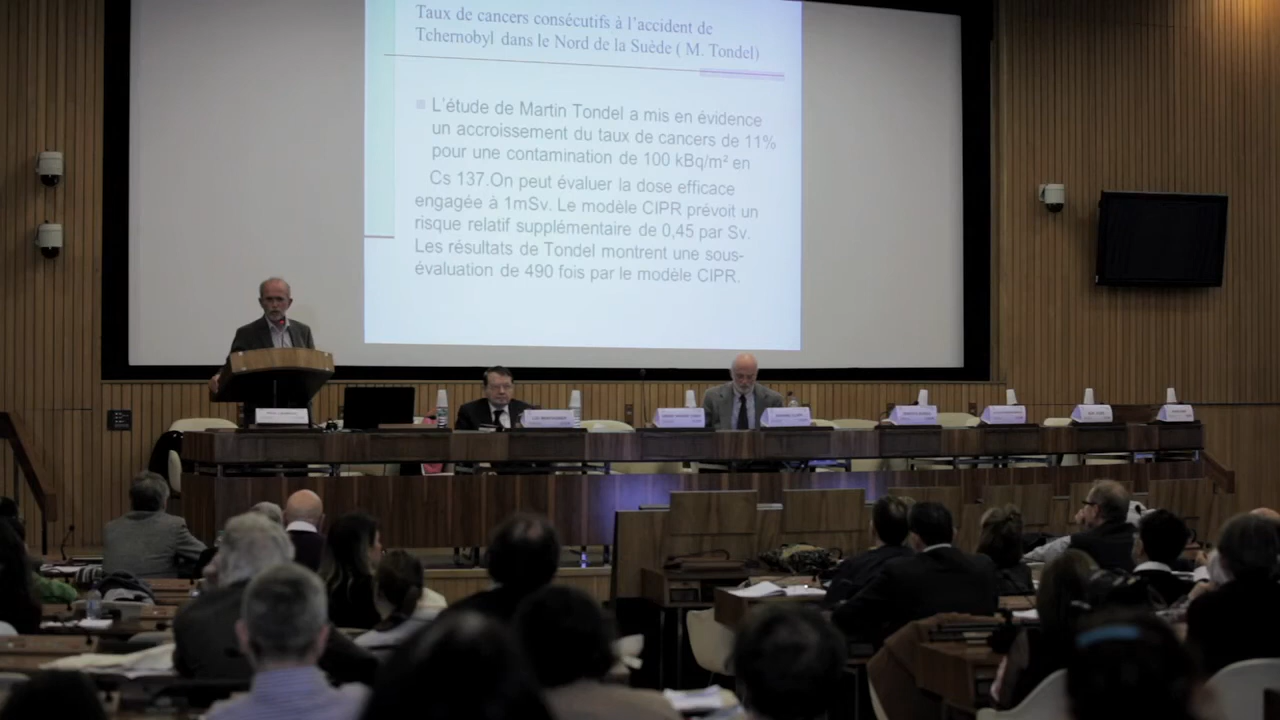 Taux de cancers consécutifs à l'accident de
Tchernobyl dans le Nord de la Suède ( M. Tondel)
L'étude de Martin Tondel a mis en évidence
un accroissement du taux de cancers de 11%
pour une contamination de 100 kBq/m² en
Cs 137.On peut évaluer la dose efficace
engagée à 1mSv. Le modèle CIPR prévoit un
risque relatif supplémentaire de 0,45 par Sv.
Les résultats de Tondel montrent une sous-
évaluation de 490 fois par le modèle CIPR.